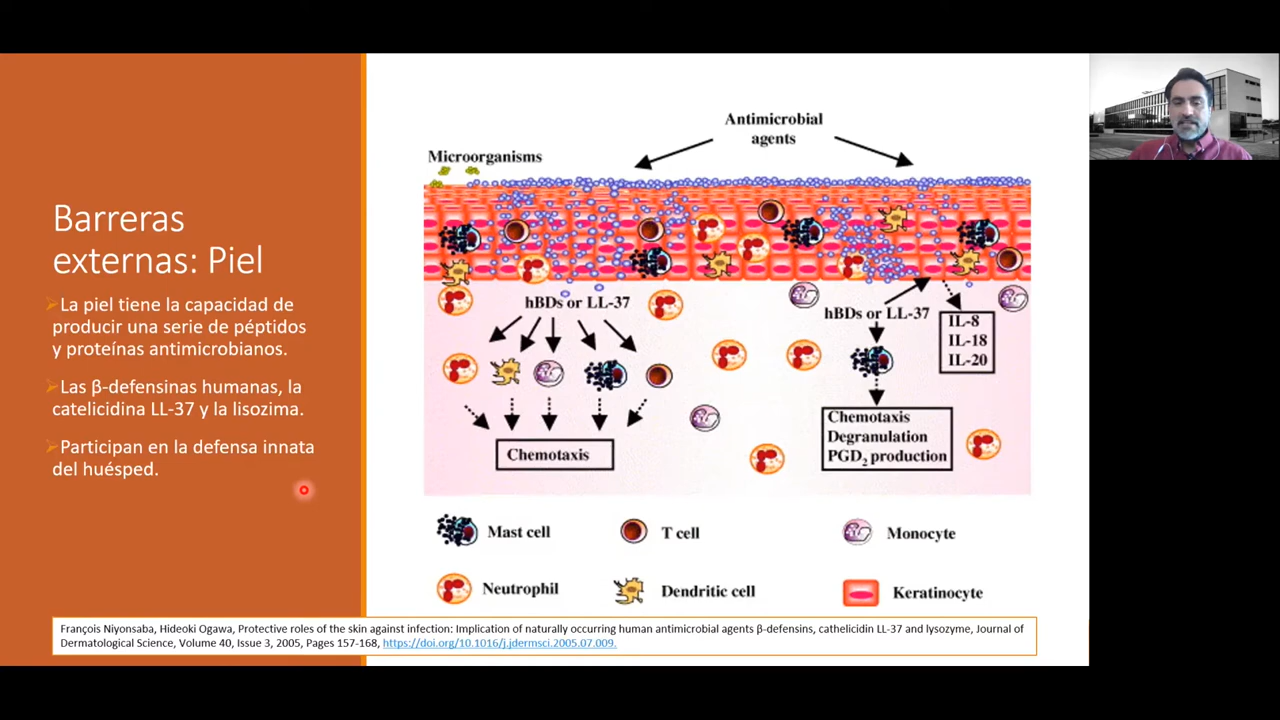 Barreras
externas: Piel
La piel tiene la capacidad de
producir una serie de péptidos
y proteínas antimicrobianos.
Las β-defensinas humanas, la
catelicidina LL-37 y la lisozima.
Participan en la defensa innata
del huésped.
Antimicrobial
agents
Microorganisms
hBDs or LL-37
Chemotaxis
hBDs or LL-37
IL-8
IL-18
IL-20
Chemotaxis
Degranulation
PGD₂ production
Mast cell
T cell
Monocyte
Neutrophil
Dendritic cell
Keratinocyte
François Niyonsaba, Hideoki Ogawa, Protective roles of the skin against infection: Implication of naturally occurring human antimicrobial agents β-defensins, cathelicidin LL-37 and lysozyme, Journal of
Dermatological Science, Volume 40, Issue 3, 2005, Pages 157-168, https://doi.org/10.1016/j.jdermsci.2005.07.009.